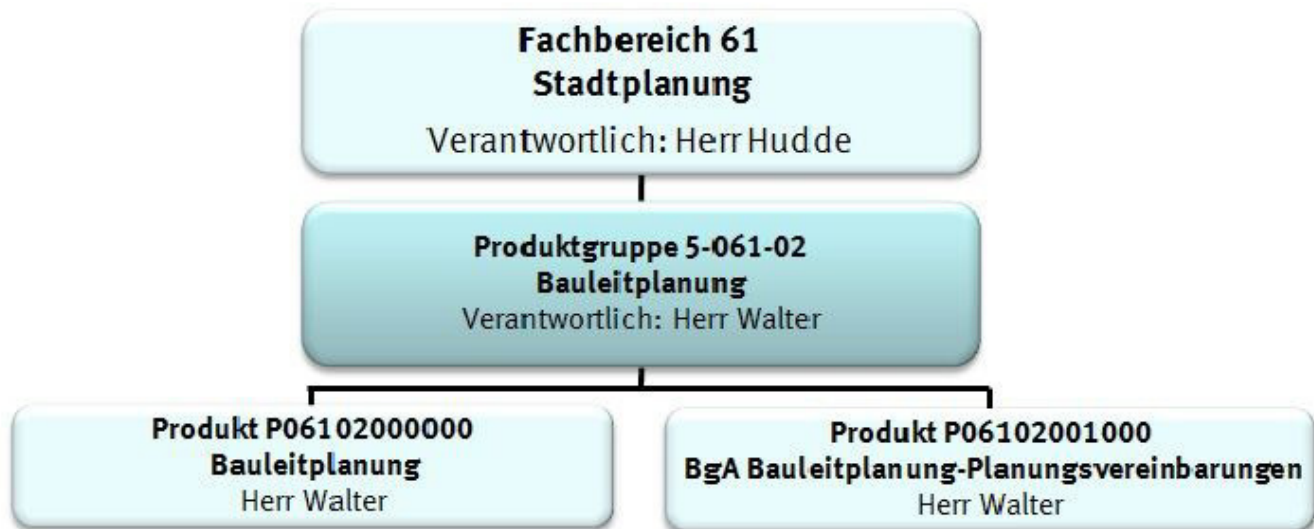 Fachbereich 61
Stadtplanung
Verantwortlich: Herr Hudde
Produktgruppe 5-061-02
Bauleitplanung
Verantwortlich: Herr Walter
Produkt P06102000000
Bauleitplanung
Herr Walter
Produkt P06102001000
BgA Bauleitplanung-Planungsvereinbarungen
Herr Walter